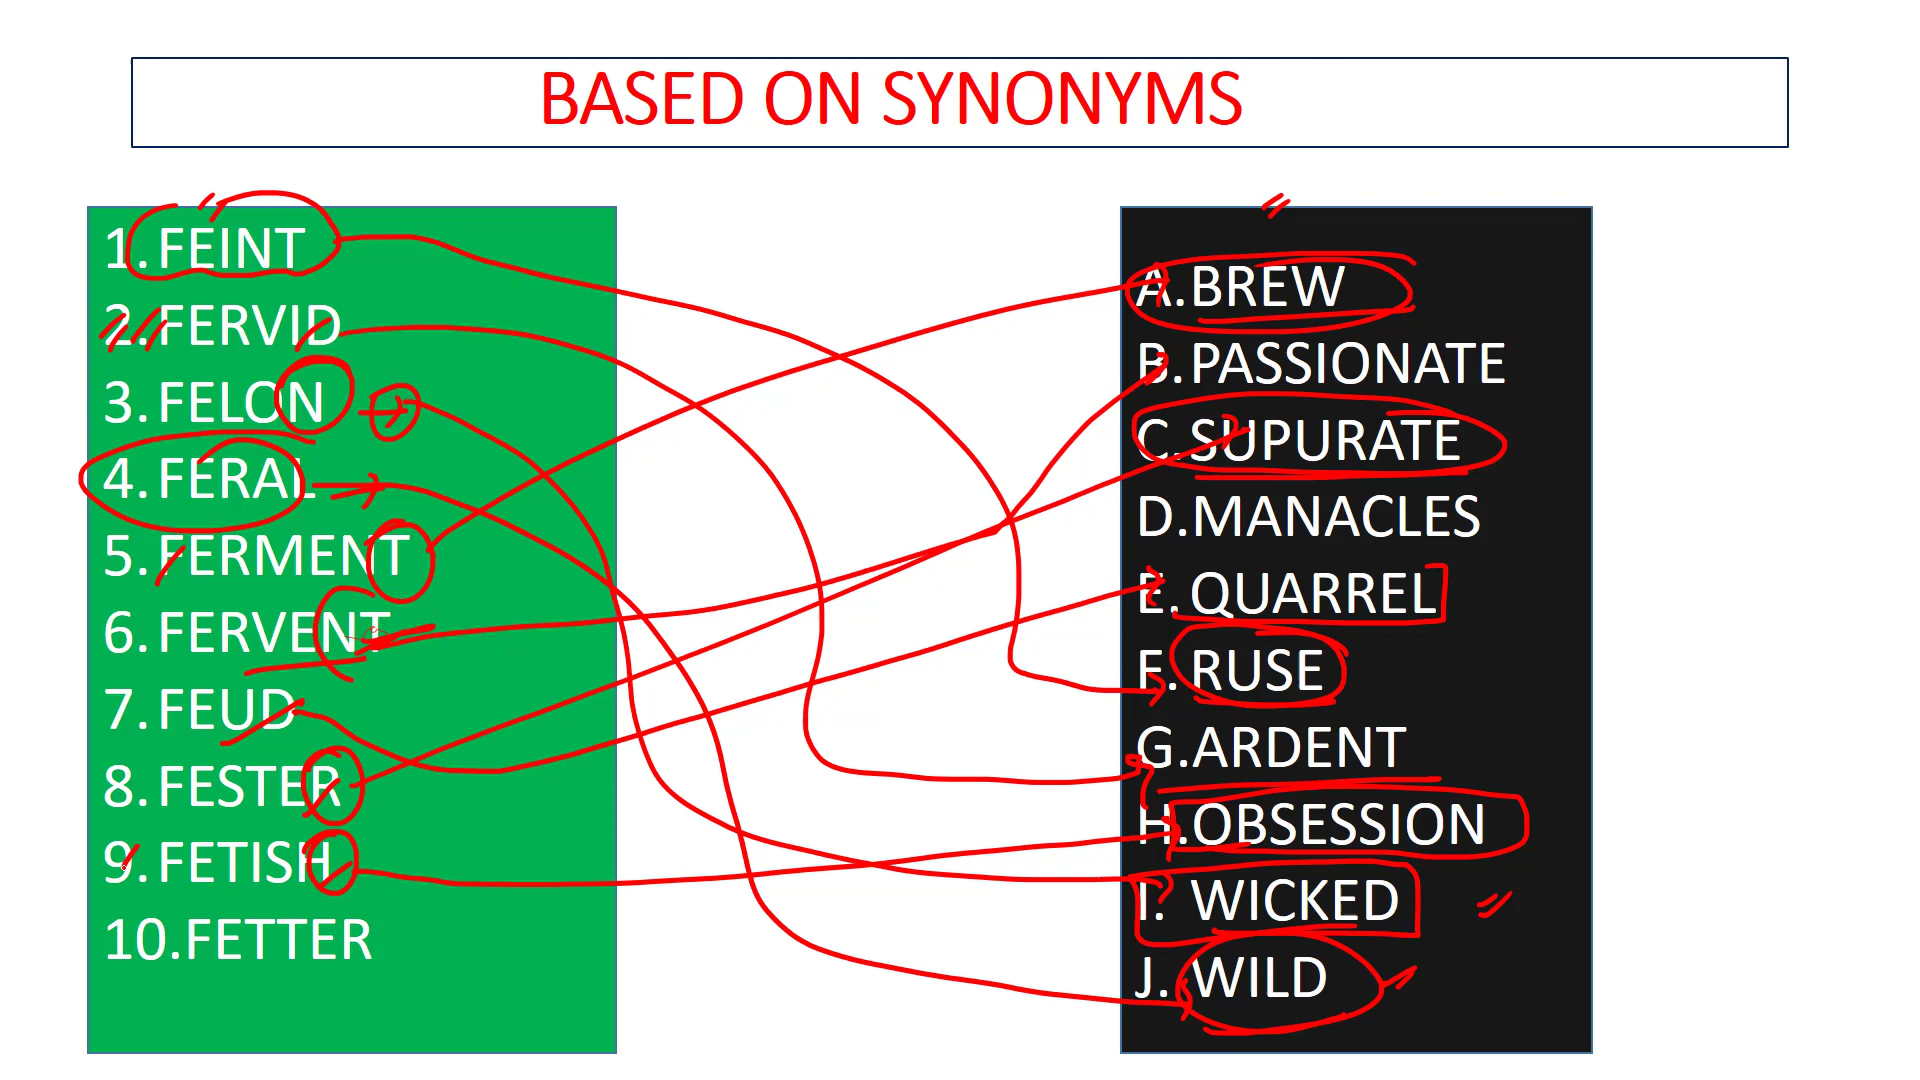 BASED ON SYNONYMS
1. FEINT
2. FERVID
3. FELON
4. FERAL
5. FERMENT
6. FERVENT
7. FEUD
8. FESTER
9. FETISH
10.FETTER
A.BREW
B.PASSIONATE
C.SUPURATE
D.MANACLES
E.QUARREL
F.RUSE
G.ARDENT
H.OBSESSION
I. WICKED
J. WILD